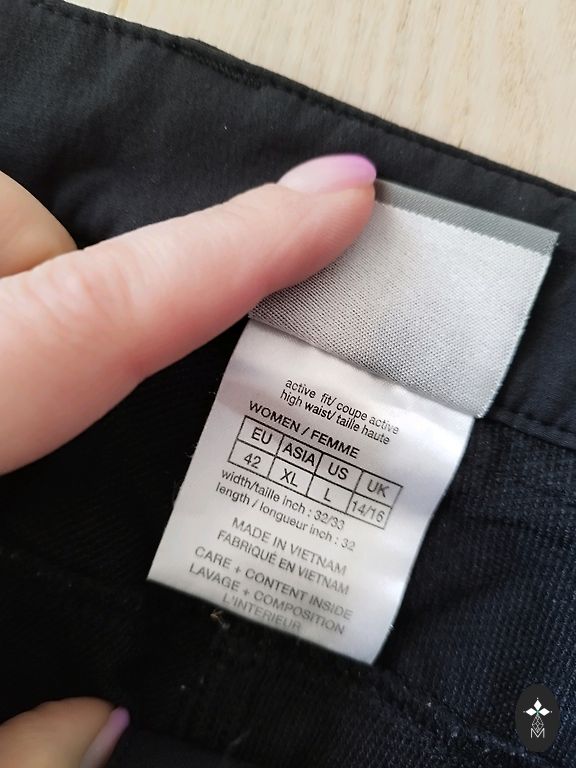 active fit/ coupe active
high waist/ taille haute
WOMEN / FEMME
EU ASIA US UK
42 XL L 14/16
width/taille inch : 32/33
length / longueur inch : 32
MADE IN VIETNAM
FABRIQUÉ EN VIETNAM
CARE + CONTENT INSIDE
LAVAGE + COMPOSITION
L'INTERIEUR
M